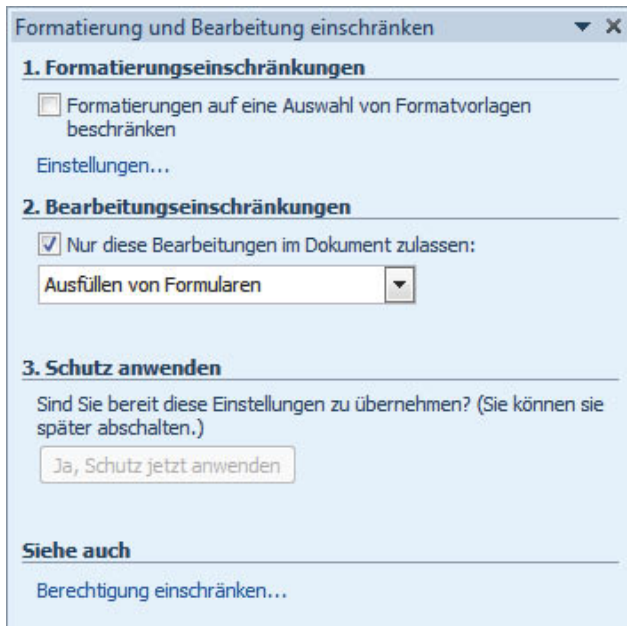 Formatierung und Bearbeitung einschränken
1. Formatierungseinschränkungen
Formatierungen auf eine Auswahl von Formatvorlagen
beschränken
Einstellungen...
2. Bearbeitungseinschränkungen
Nur diese Bearbeitungen im Dokument zulassen:
Ausfüllen von Formularen
3. Schutz anwenden
Sind Sie bereit diese Einstellungen zu übernehmen? (Sie können sie
später abschalten.)
Ja, Schutz jetzt anwenden
Siehe auch
Berechtigung einschränken...